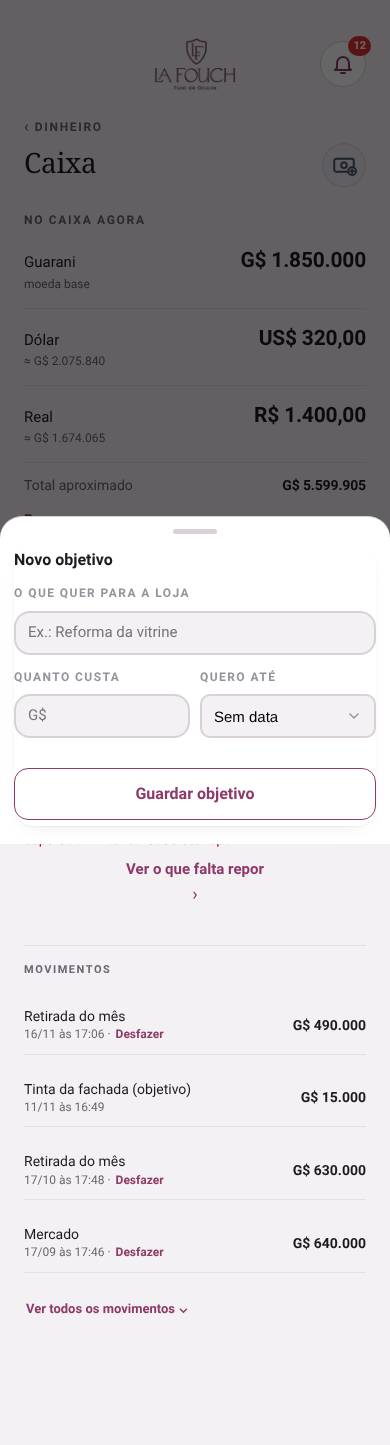 12
LF
LA FOUCH
‹ DINHEIRO
Caixa
NO CAIXA AGORA
Guarani
G$ 1.850.000
moeda base
Dólar
US$ 320,00
≈ G$ 2.075.840
Real
R$ 1.400,00
≈ G$ 1.674.065
Total aproximado
G$ 5.599.905
Novo objetivo
O QUE QUER PARA A LOJA
Ex.: Reforma da vitrine
QUANTO CUSTA
QUERO ATÉ
G$
Sem data
Guardar objetivo
Ver o que falta repor
›
MOVIMENTOS
Retirada do mês
16/11 às 17:06 · Desfazer
G$ 490.000
Tinta da fachada (objetivo)
11/11 às 16:49
G$ 15.000
Retirada do mês
17/10 às 17:48 · Desfazer
G$ 630.000
Mercado
17/09 às 17:46 · Desfazer
G$ 640.000
Ver todos os movimentos